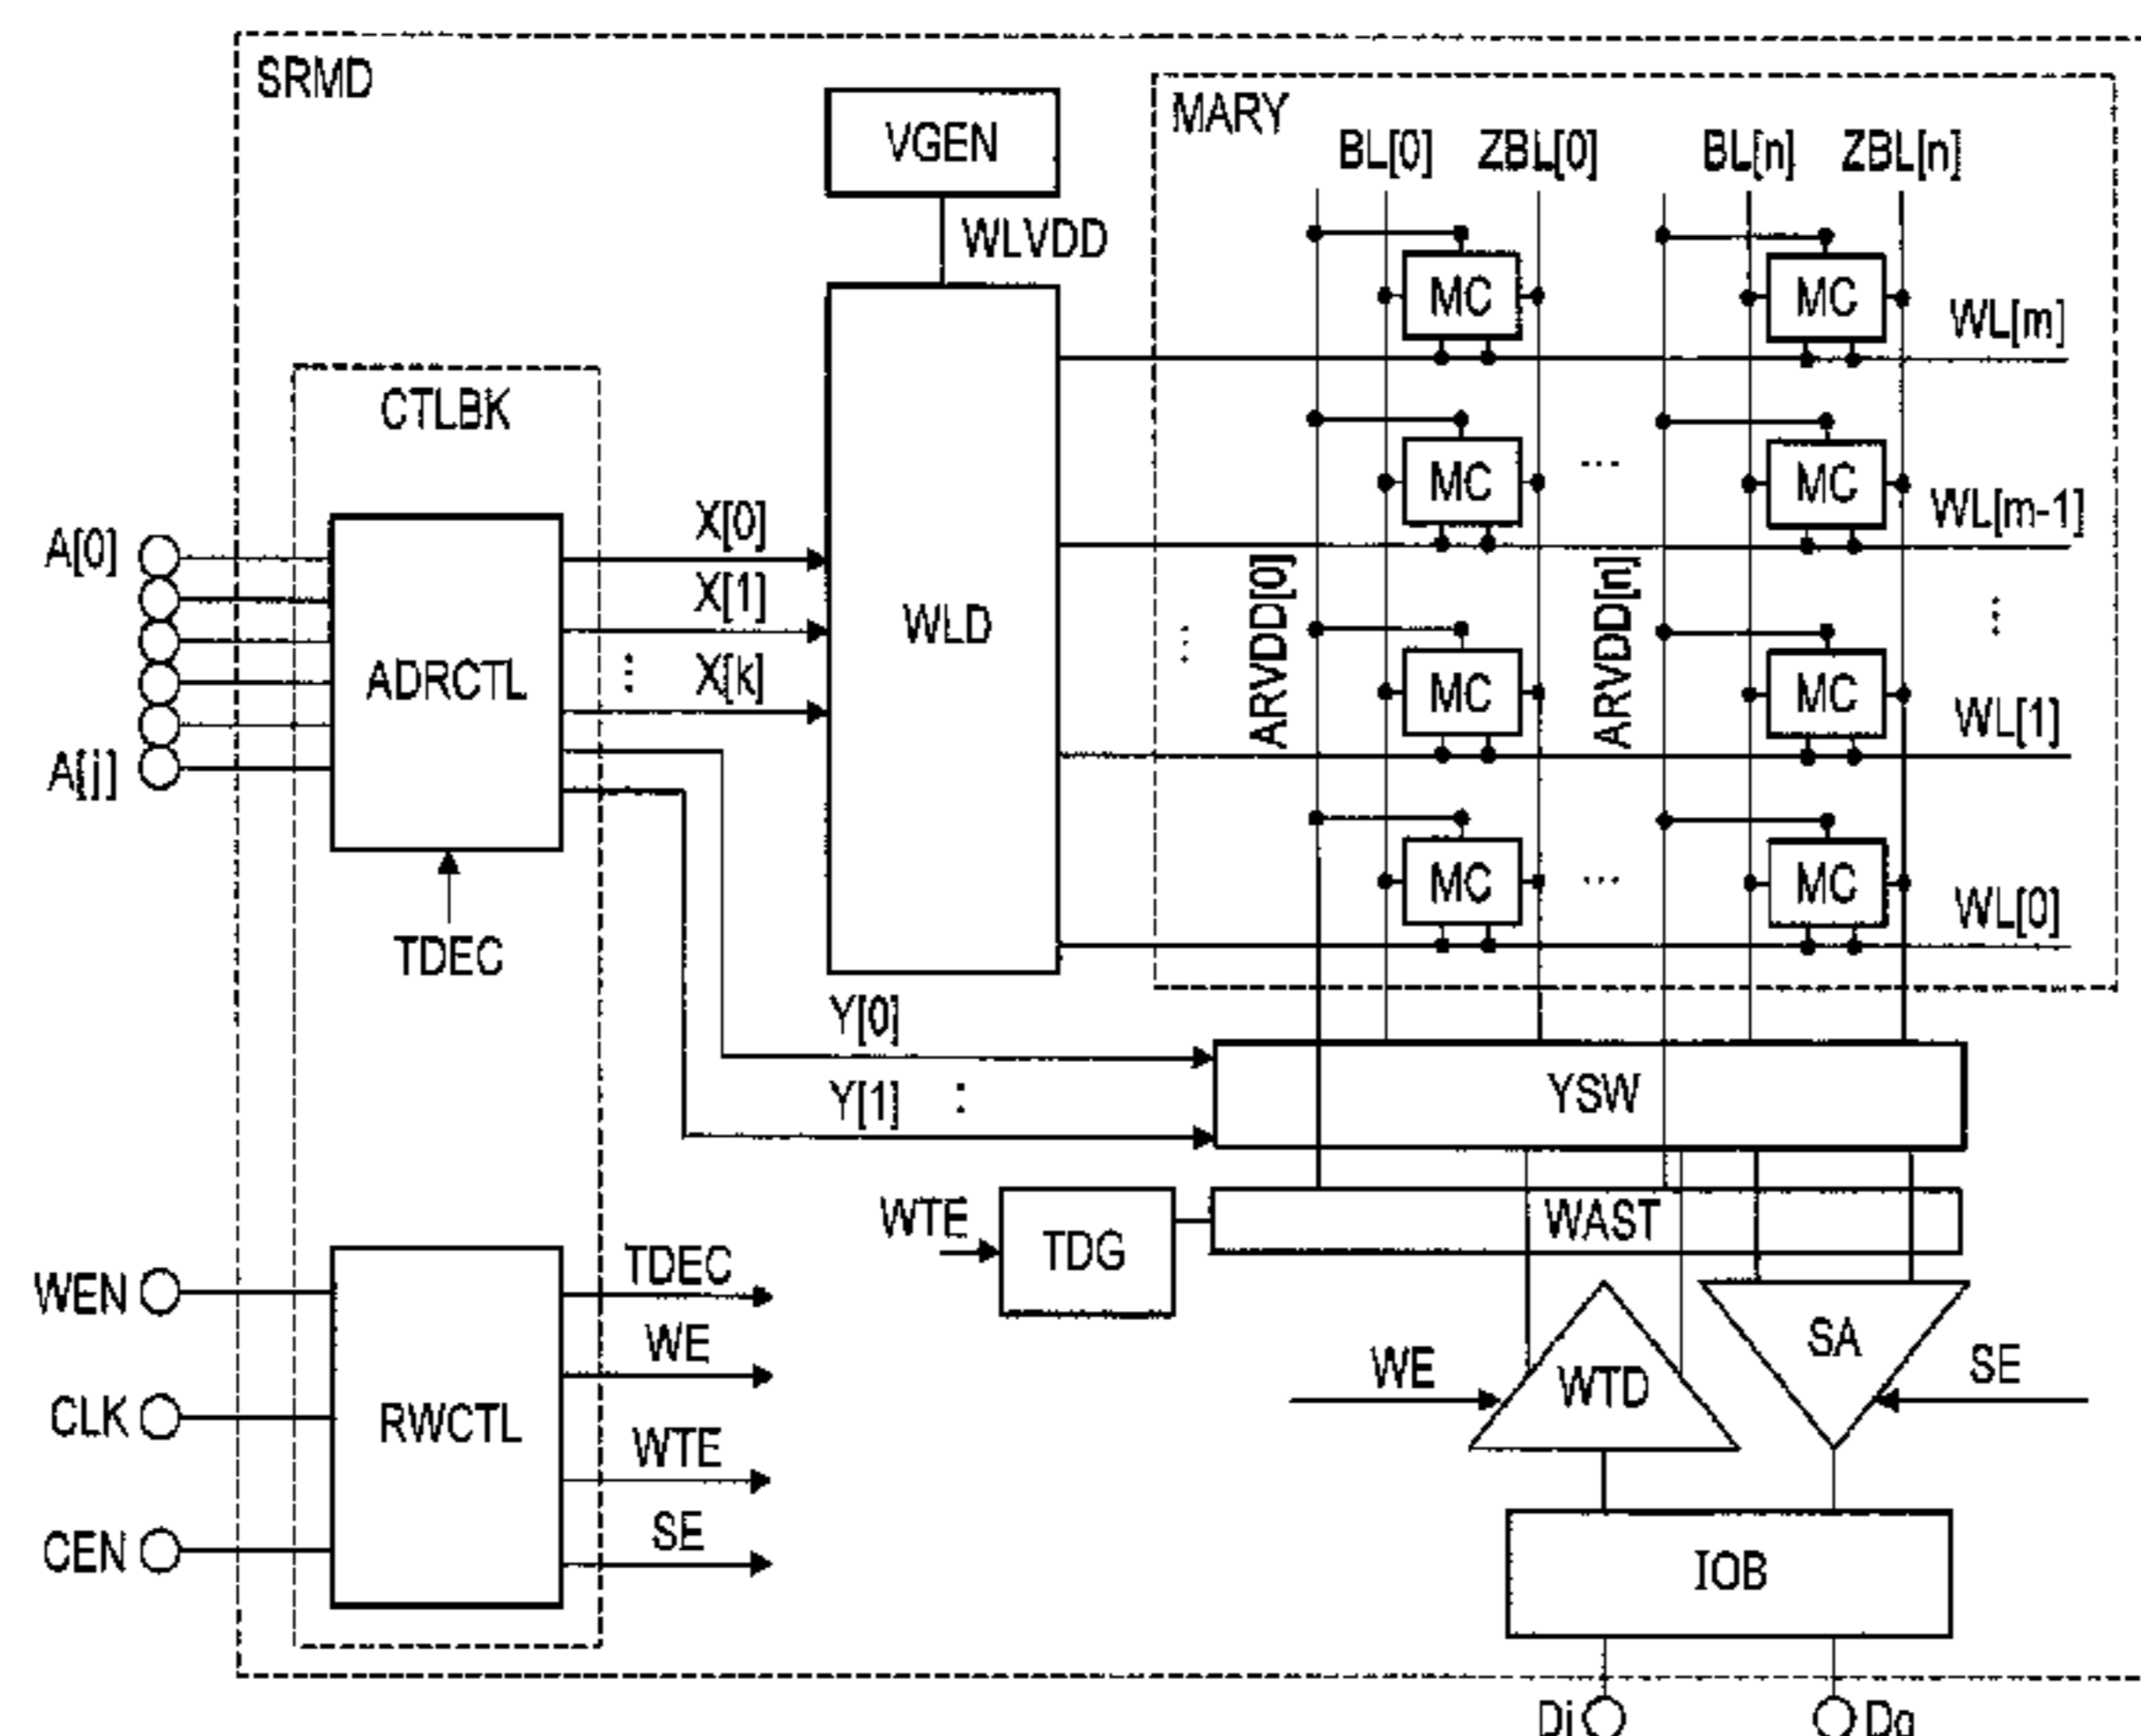 SRMD
VGEN
MARY
BL[0] ZBL[0] BL[n] ZBL[n]
WLVDD
MC MC
WL[m]
CTLBK
MC ... MC
WL[m-1]
A[0]
X[0]
X[1]
X[k]
ADRCTL
WLD
ARVDD[0]
ARVDD[n]
MC MC
WL[1]
A[j]
MC ... MC
WL[0]
TDEC
Y[0]
Y[1]
YSW
WTE
TDG
WAST
WEN
CLK
CEN
RWCTL
TDEC
WE
WTE
SE
WE
WTD
SA
SE
IOB
Di
Dq